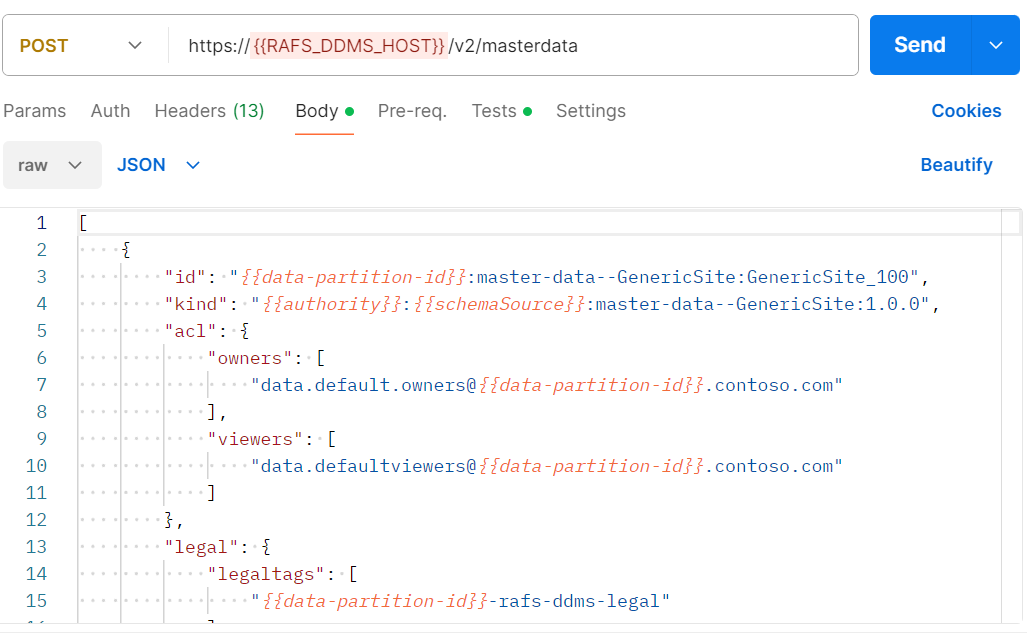 POST https://{{RAFS_DDMS_HOST}}/v2/masterdata Send
Params Auth Headers (13) Body Pre-req. Tests Settings Cookies
raw JSON Beautify
1 [
2 {
3 "id": "{{data-partition-id}}:master-data--GenericSite:GenericSite_100",
4 "kind": "{{authority}}:{{schemaSource}}:master-data--GenericSite:1.0.0",
5 "acl": {
6 "owners": [
7 "data.default.owners@{{data-partition-id}}.contoso.com"
8 ],
9 "viewers": [
10 "data.defaultviewers@{{data-partition-id}}.contoso.com"
11 ]
12 },
13 "legal": {
14 "legaltags": [
15 "{{data-partition-id}}-rafs-ddms-legal"